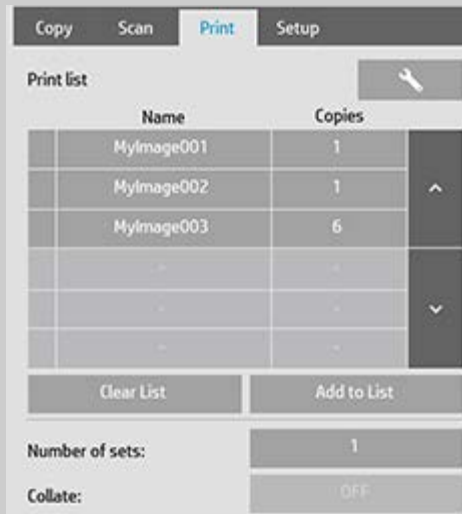 Copy Scan Print Setup
Print list
Name Copies
MyImage001 1
MyImage002 1
MyImage003 6
- -
- -
- -
Clear List Add to List
Number of sets: 1
Collate: OFF